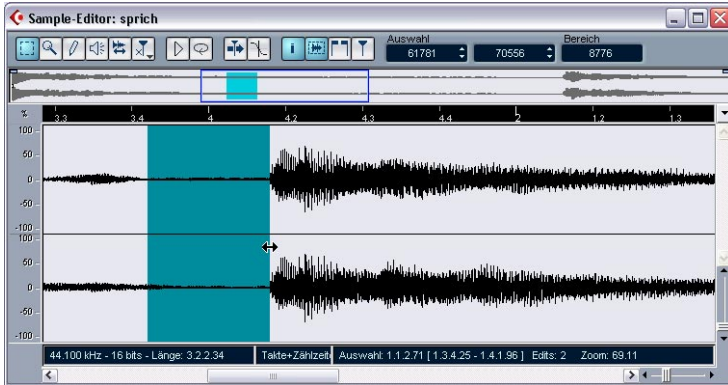 Sample-Editor: sprich
Auswahl Bereich
61781 70556 8776
% 3.3 3.4 4 4.2 4.3 4.4 2 1.2 1.3
100
50
0
-50
-100
100
50
0
-50
-100
44.100 kHz - 16 bits - Länge: 3.2.2.34 Takte+Zählzeit Auswahl: 1.1.2.71 [ 1.3.4.25 - 1.4.1.96 ] Edits: 2 Zoom: 69.11